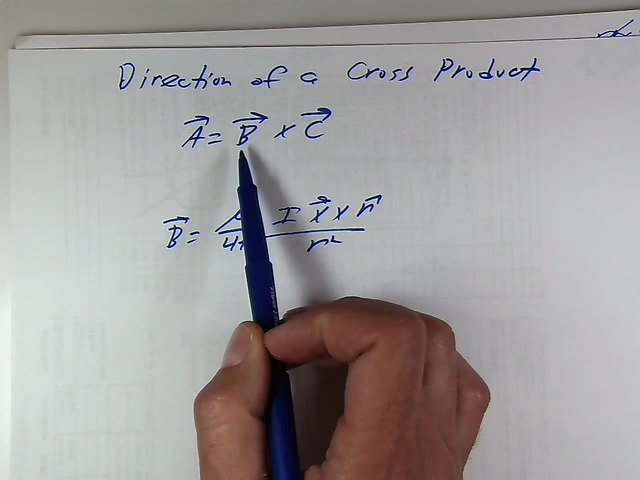 Direction of a Cross Product
A⃗ = B⃗ × C⃗
B⃗ = I x⃗ × r⃗ / r²